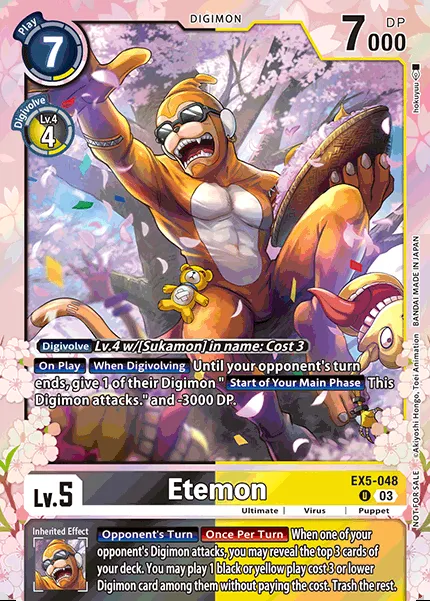 DIGIMON
Play
7
7000
DP
Digivolve
Lv.4
4
hokuyuu
Digivolve Lv.4 w/[Sukamon] in name: Cost 3
On Play When Digivolving Until your opponent's turn
ends, give 1 of their Digimon " Start of Your Main Phase This
Digimon attacks." and -3000 DP.
©Akiyoshi Hongo, Toei Animation BANDAI MADE IN JAPAN
NOT FOR SALE
EX5-048
Lv.5
Etemon
U 03
Ultimate | Virus | Puppet
Inherited Effect
Opponent's Turn Once Per Turn When one of your
opponent's Digimon attacks, you may reveal the top 3 cards of
your deck. You may play 1 black or yellow play cost 3 or lower
Digimon card among them without paying the cost. Trash the rest.